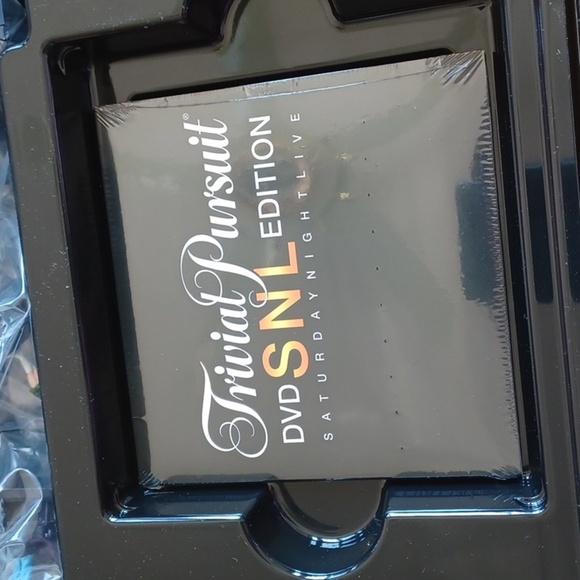 Trivial Pursuit®
DVD SNL EDITION
SATURDAYNIGHTLIVE